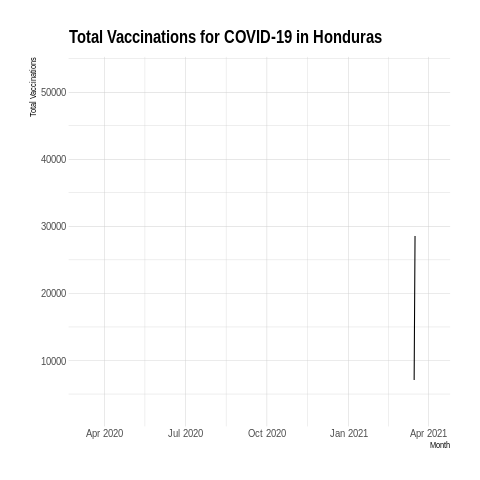 Total Vaccinations for COVID-19 in Honduras
Total Vaccinations
50000
40000
30000
20000
10000
Apr 2020 Jul 2020 Oct 2020 Jan 2021 Apr 2021
Month